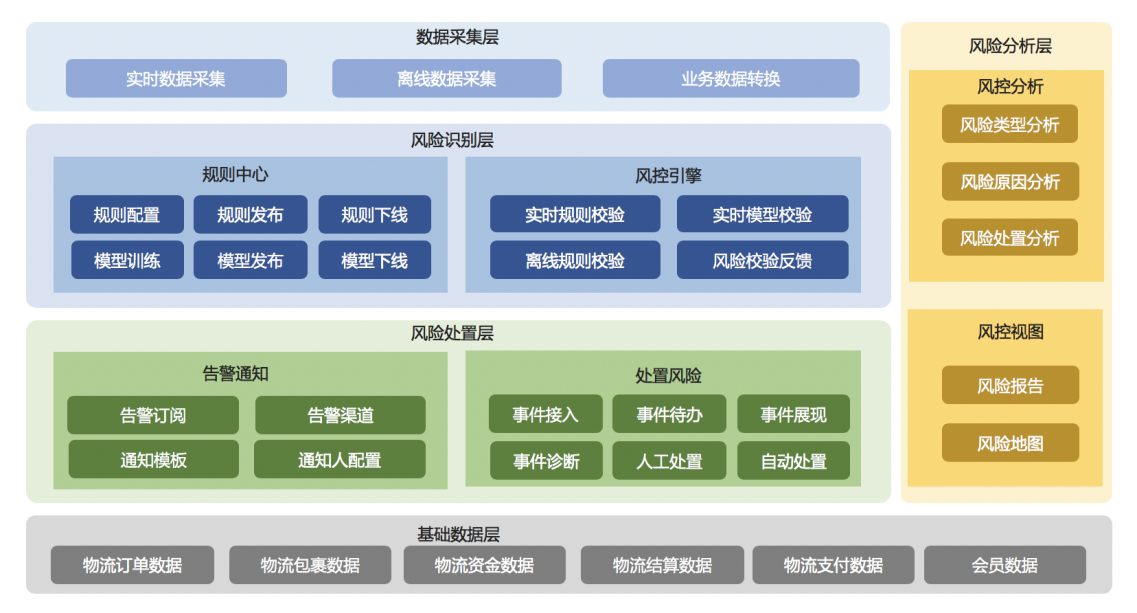 数据采集层
实时数据采集
离线数据采集
业务数据转换
风险识别层
规则中心
规则配置
规则发布
规则下线
模型训练
模型发布
模型下线
风控引擎
实时规则校验
实时模型校验
离线规则校验
风险校验反馈
风险处置层
告警通知
告警订阅
告警渠道
通知模板
通知人配置
处置风险
事件接入
事件待办
事件展现
事件诊断
人工处置
自动处置
风险分析层
风控分析
风险类型分析
风险原因分析
风险处置分析
风控视图
风险报告
风险地图
基础数据层
物流订单数据
物流包裹数据
物流资金数据
物流结算数据
物流支付数据
会员数据